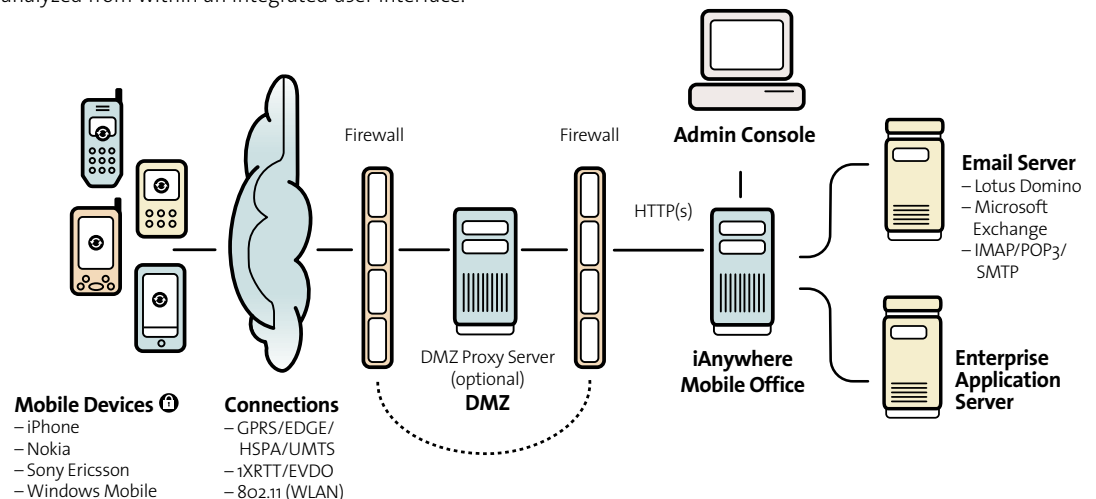 analyzed from within an integrated user interface.
Firewall
Firewall
Admin Console
HTTP(s)
Email Server
– Lotus Domino
– Microsoft
Exchange
– IMAP/POP3/
SMTP
DMZ Proxy Server
(optional)
DMZ
iAnywhere
Mobile Office
Enterprise
Application
Server
Mobile Devices
– iPhone
– Nokia
– Sony Ericsson
– Windows Mobile
Connections
– GPRS/EDGE/
HSPA/UMTS
– 1XRTT/EVDO
– 802.11 (WLAN)